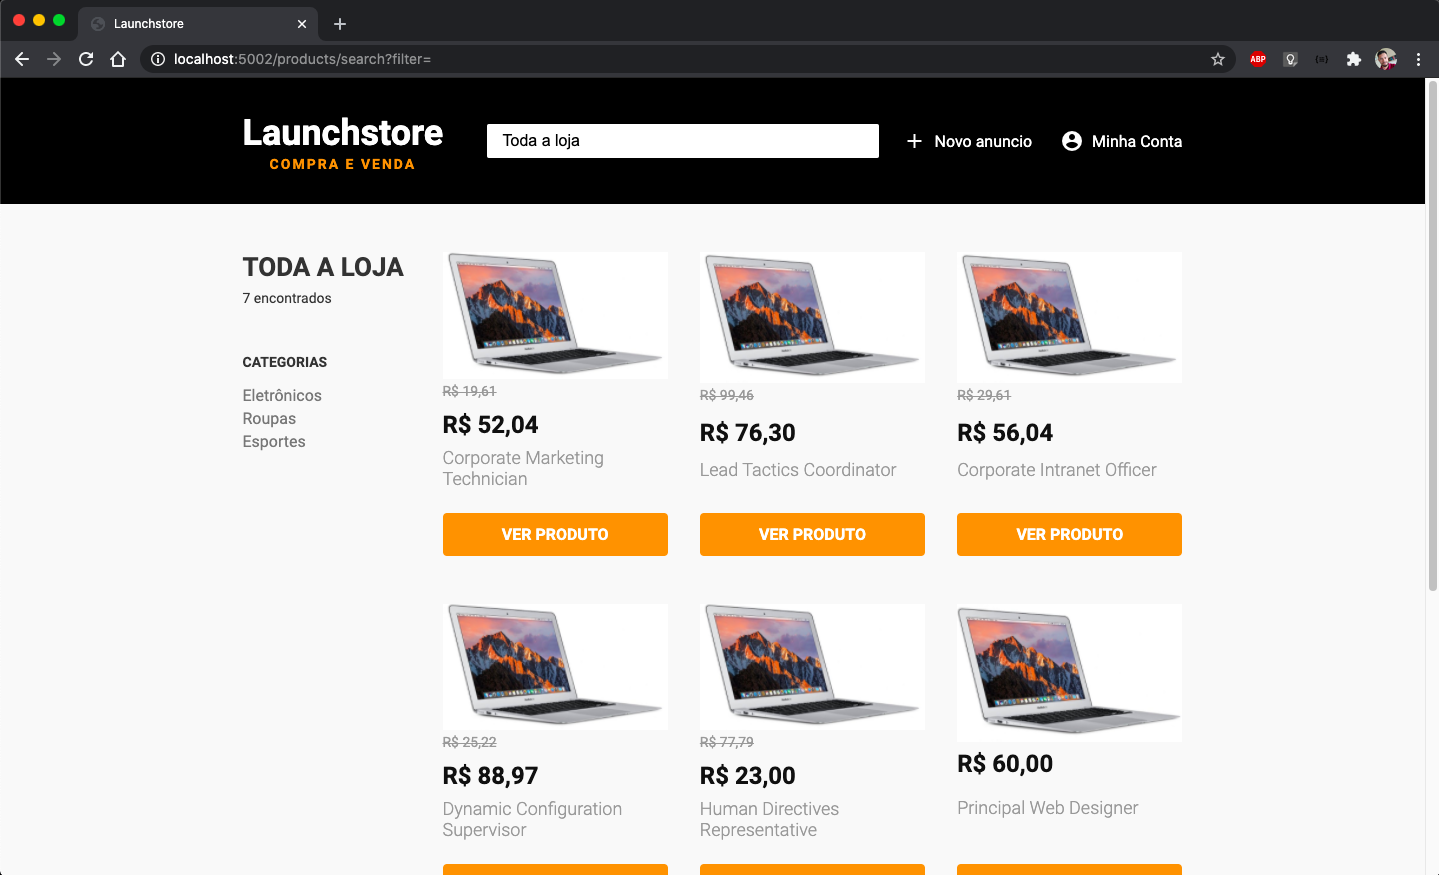 Launchstore
localhost:5002/products/search?filter=
ABP
Launchstore
COMPRA E VENDA
Toda a loja
Novo anuncio
Minha Conta
TODA A LOJA
7 encontrados
CATEGORIAS
Eletrônicos
Roupas
Esportes
R$ 19,61
R$ 52,04
Corporate Marketing
Technician
VER PRODUTO
R$ 99,46
R$ 76,30
Lead Tactics Coordinator
VER PRODUTO
R$ 29,61
R$ 56,04
Corporate Intranet Officer
VER PRODUTO
R$ 25,22
R$ 88,97
Dynamic Configuration
Supervisor
R$ 77,79
R$ 23,00
Human Directives
Representative
R$ 60,00
Principal Web Designer